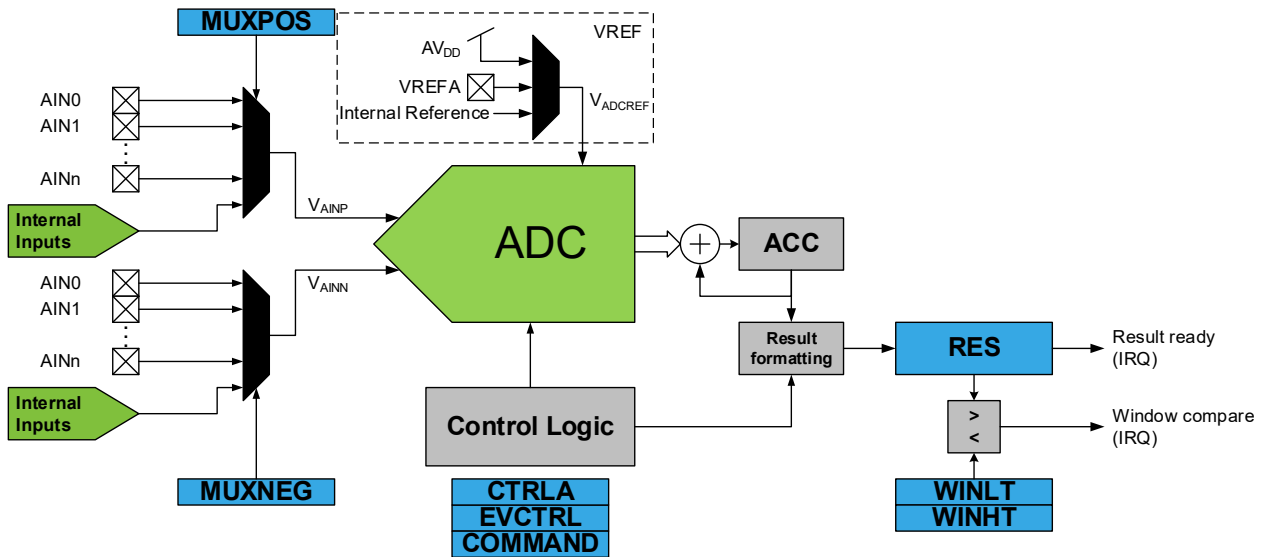 MUXPOS
VREF
AVDD
VREFA
Internal Reference
VADCREF
AIN0
AIN1
AINn
Internal
Inputs
VAINP
ADC
ACC
AIN0
AIN1
AINn
VAINN
Internal
Inputs
Result
formatting
RES
Result ready
(IRQ)
Control Logic
>
<
Window compare
(IRQ)
MUXNEG
CTRLA
EVCTRL
COMMAND
WINLT
WINHT